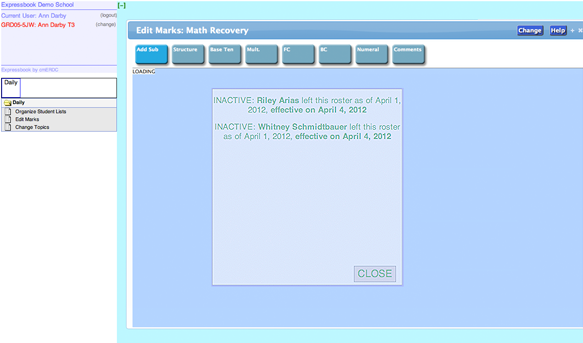 Expressbook Demo School
Current User: Ann Darby
(logout)
GRD05-5JW: Ann Darby T3
(change)
Expressbook by chEROC
Daily
Daily
Organize Student Lists
Edit Marks
Change Topics
[-]
Edit Marks: Math Recovery
Change
Help
+ ×
Add Sub
Structure
Base Ten
Mult.
FC
BC
Numeral
Comments
LOADING
INACTIVE: Riley Arias left this roster as of April 1,
2012, effective on April 4, 2012
INACTIVE: Whitney Schmidtbauer left this roster
as of April 1, 2012, effective on April 4, 2012
CLOSE